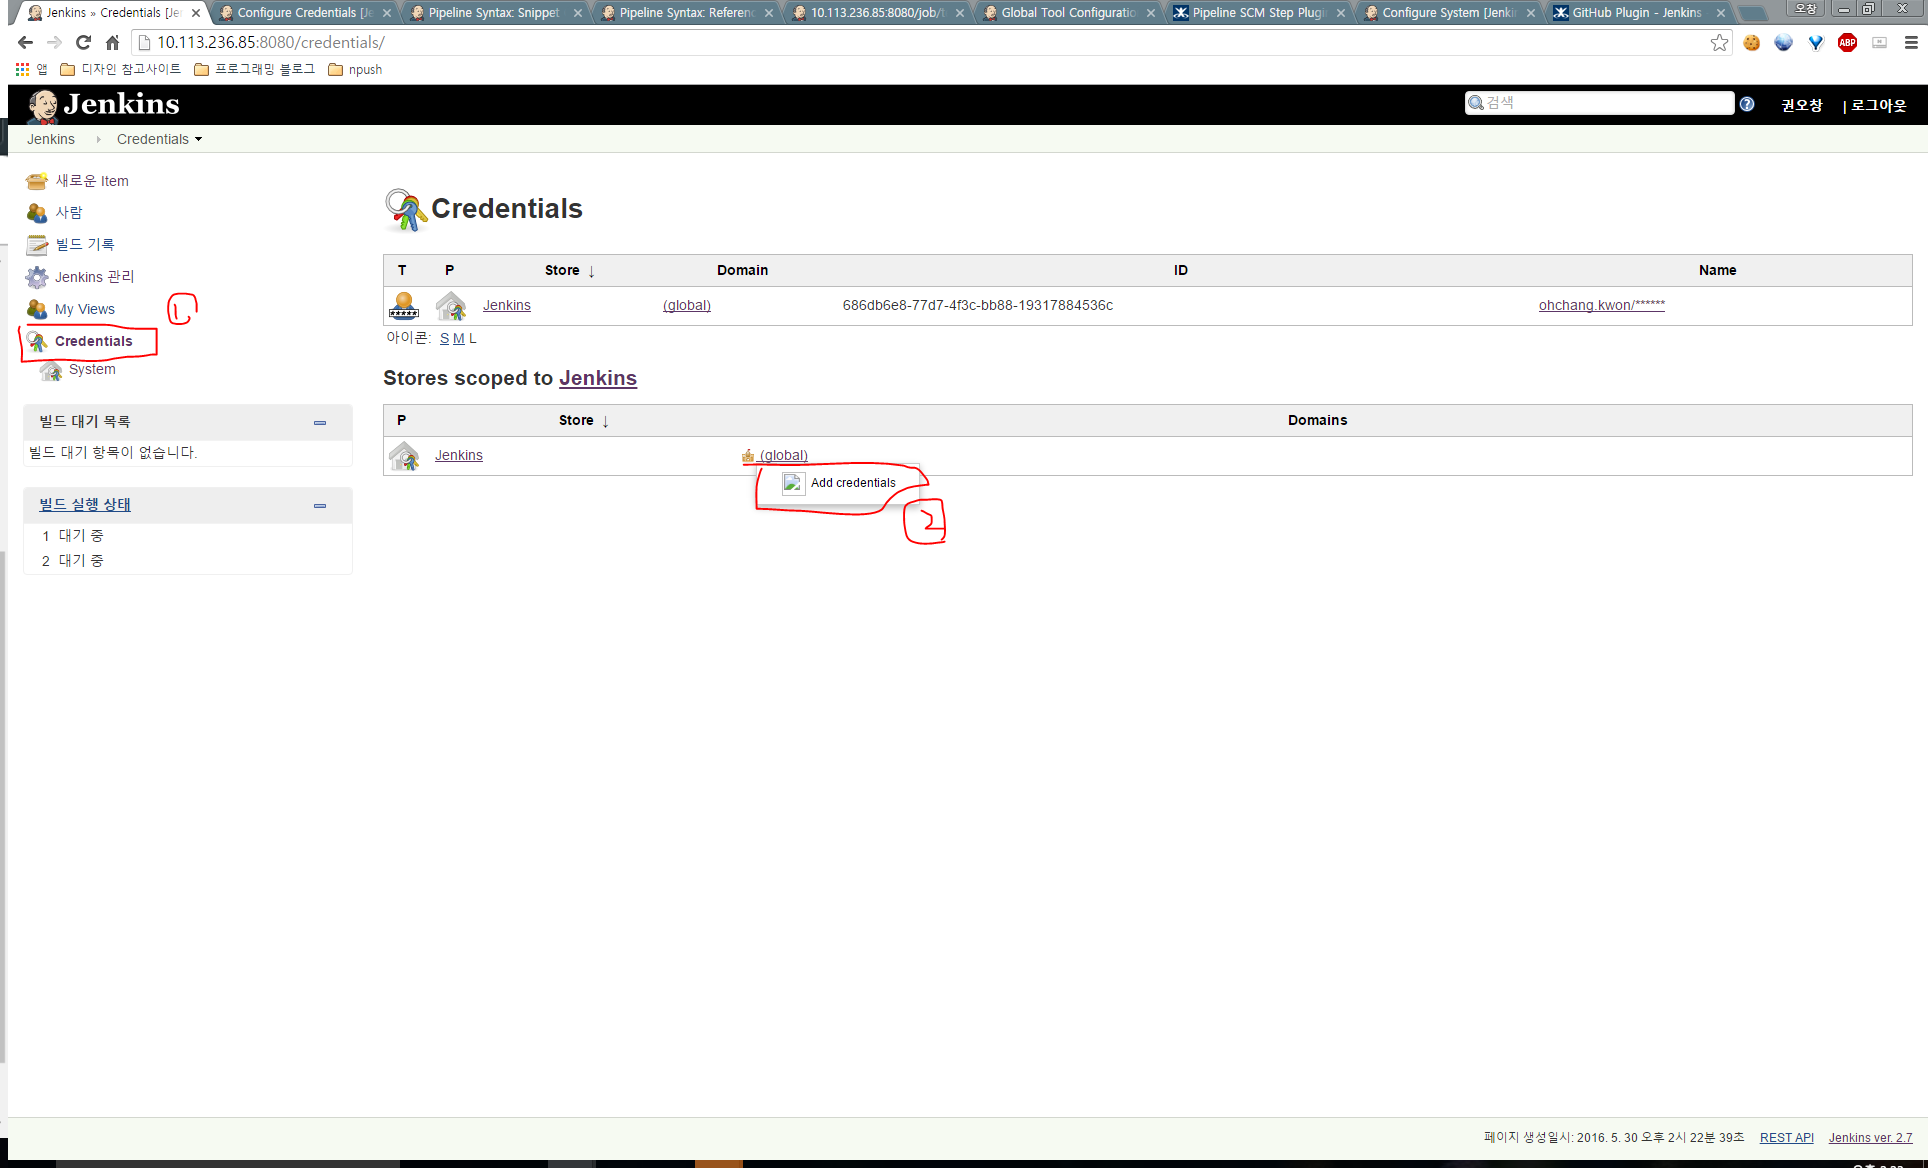 Jenkins » Credentials [Je
Configure Credentials [Je
Pipeline Syntax: Snippet
Pipeline Syntax: Referenc
10.113.236.85:8080/job/t
Global Tool Configuratio
Pipeline SCM Step Plugi
Configure System [Jenki
GitHub Plugin - Jenkins
오창
10.113.236.85:8080/credentials/
ABP
앱 디자인 참고사이트 프로그래밍 블로그 npush
Jenkins
검색
권오창 | 로그아웃
Jenkins Credentials
새로운 Item
사람
빌드 기록
Jenkins 관리
My Views
1.
Credentials
System
빌드 대기 목록
빌드 대기 항목이 없습니다.
빌드 실행 상태
1 대기 중
2 대기 중
Credentials
T P Store ↓ Domain ID Name
Jenkins (global) 686db6e8-77d7-4f3c-bb88-19317884536c ohchang.kwon/******
아이콘: S M L
Stores scoped to Jenkins
P Store ↓ Domains
Jenkins (global)
Add credentials
2
페이지 생성일시: 2016. 5. 30 오후 2시 22분 39초 REST API Jenkins ver. 2.7